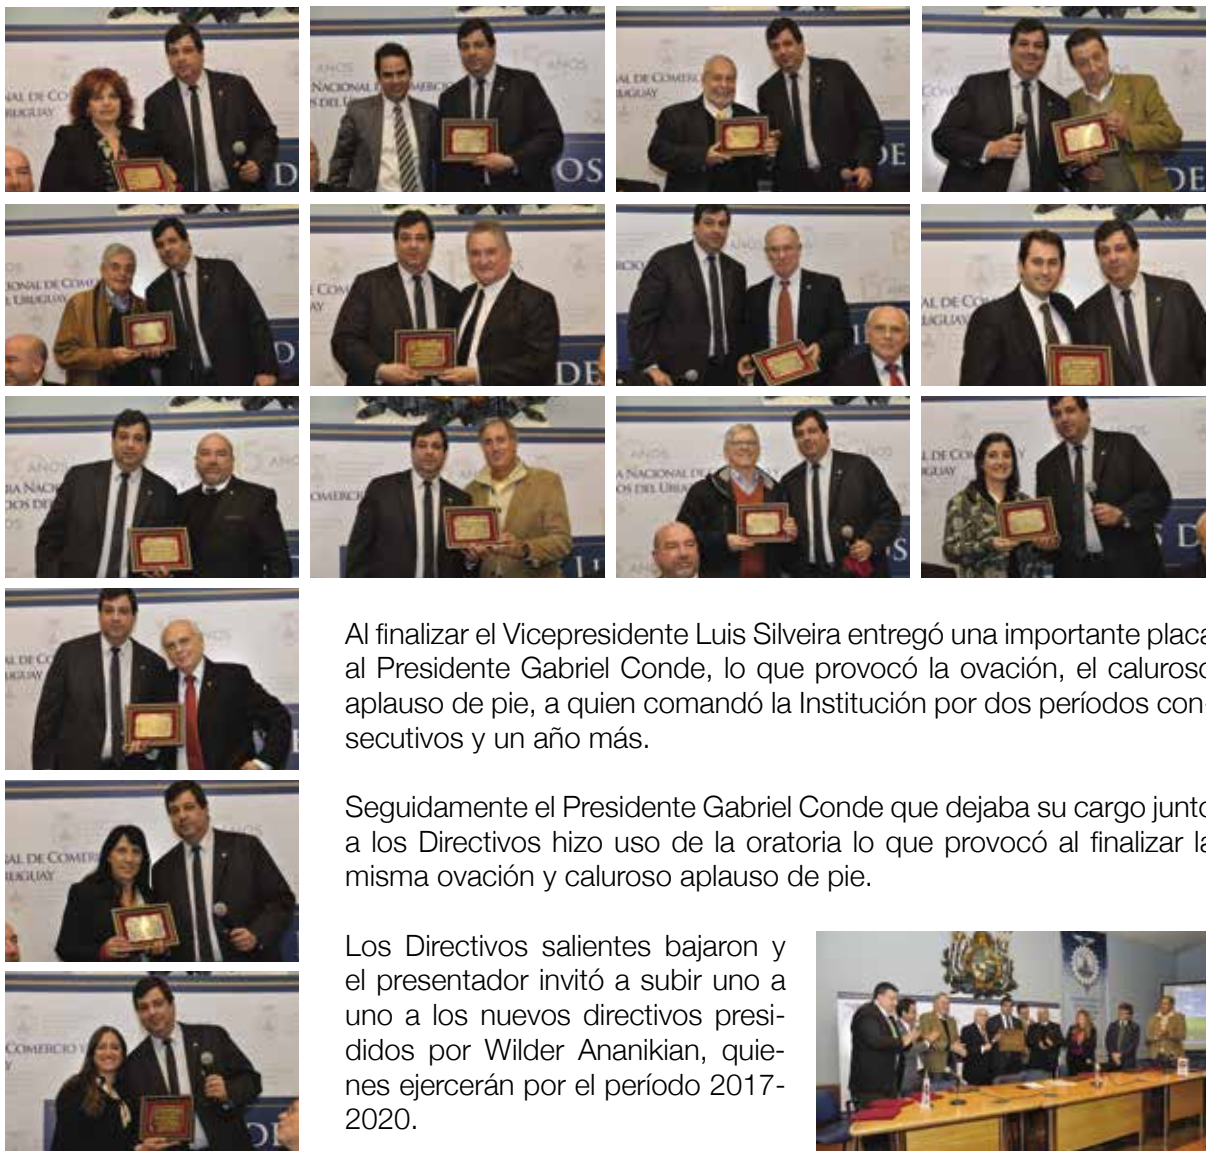 Al finalizar el Vicepresidente Luis Silveira entregó una importante placa
al Presidente Gabriel Conde, lo que provocó la ovación, el caluroso
aplauso de pie, a quien comandó la Institución por dos períodos con-
secutivos y un año más.
Seguidamente el Presidente Gabriel Conde que dejaba su cargo junto
a los Directivos hizo uso de la oratoria lo que provocó al finalizar la
misma ovación y caluroso aplauso de pie.
Los Directivos salientes bajaron y
el presentador invitó a subir uno a
uno a los nuevos directivos presi-
didos por Wilder Ananikian, quie-
nes ejercerán por el período 2017-
2020.